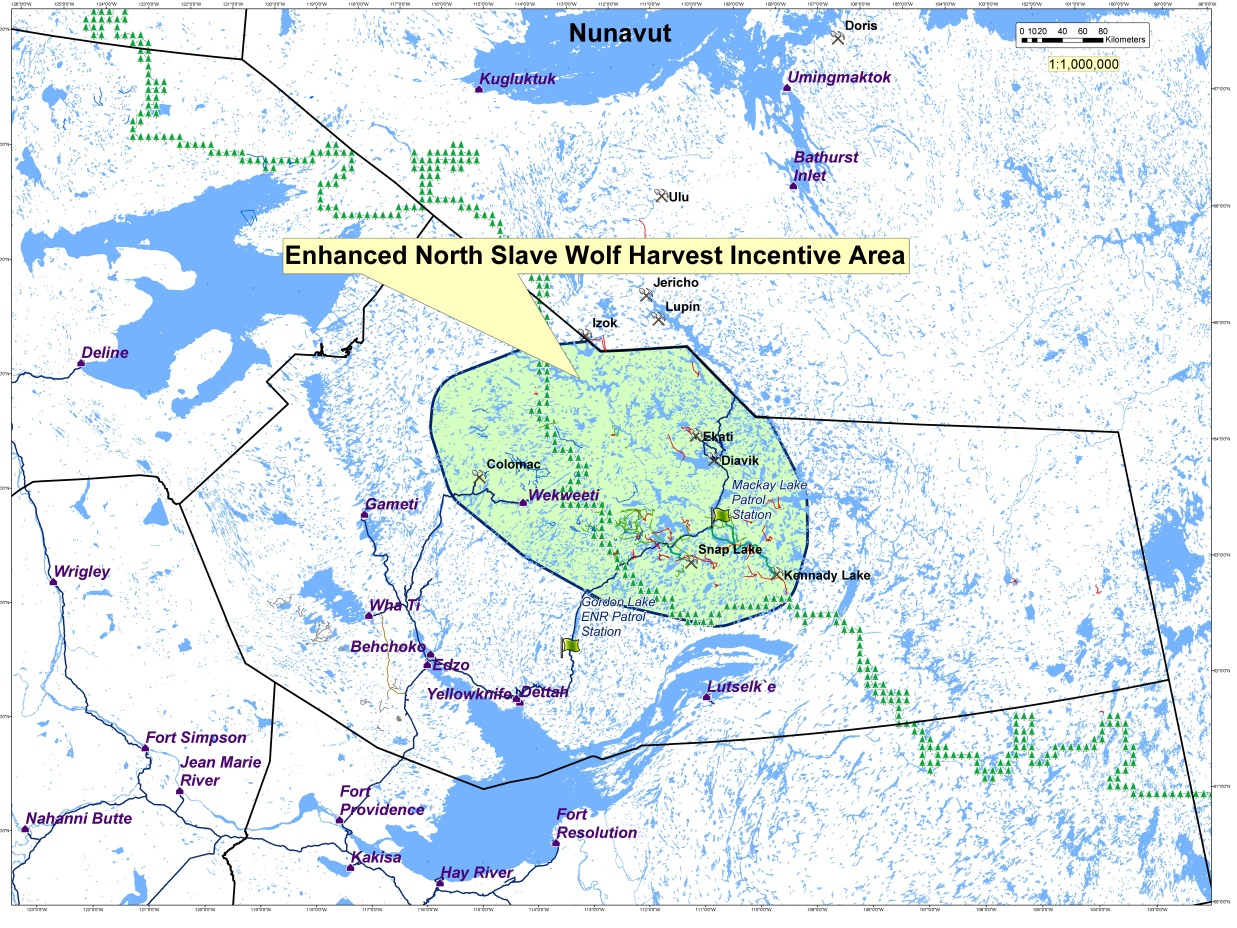 Nunavut
Doris
0 10 20 40 60 80
Kilometers
1:1,000,000
Kugluktuk
Umingmaktok
Bathurst
Inlet
Ulu
Enhanced North Slave Wolf Harvest Incentive Area
Jericho
Lupin
Izok
Deline
Ekati
Diavik
Colomac
Wekweeti
Mackay Lake
Patrol
Station
Gameti
Snap Lake
Kennady Lake
Wrigley
Wha Ti
Gordon Lake
ENR Patrol
Station
Behchoko
Edzo
Yellowknife
Dettah
Lutselk`e
Fort Simpson
Jean Marie
River
Fort
Providence
Nahanni Butte
Fort
Resolution
Kakisa
Hay River